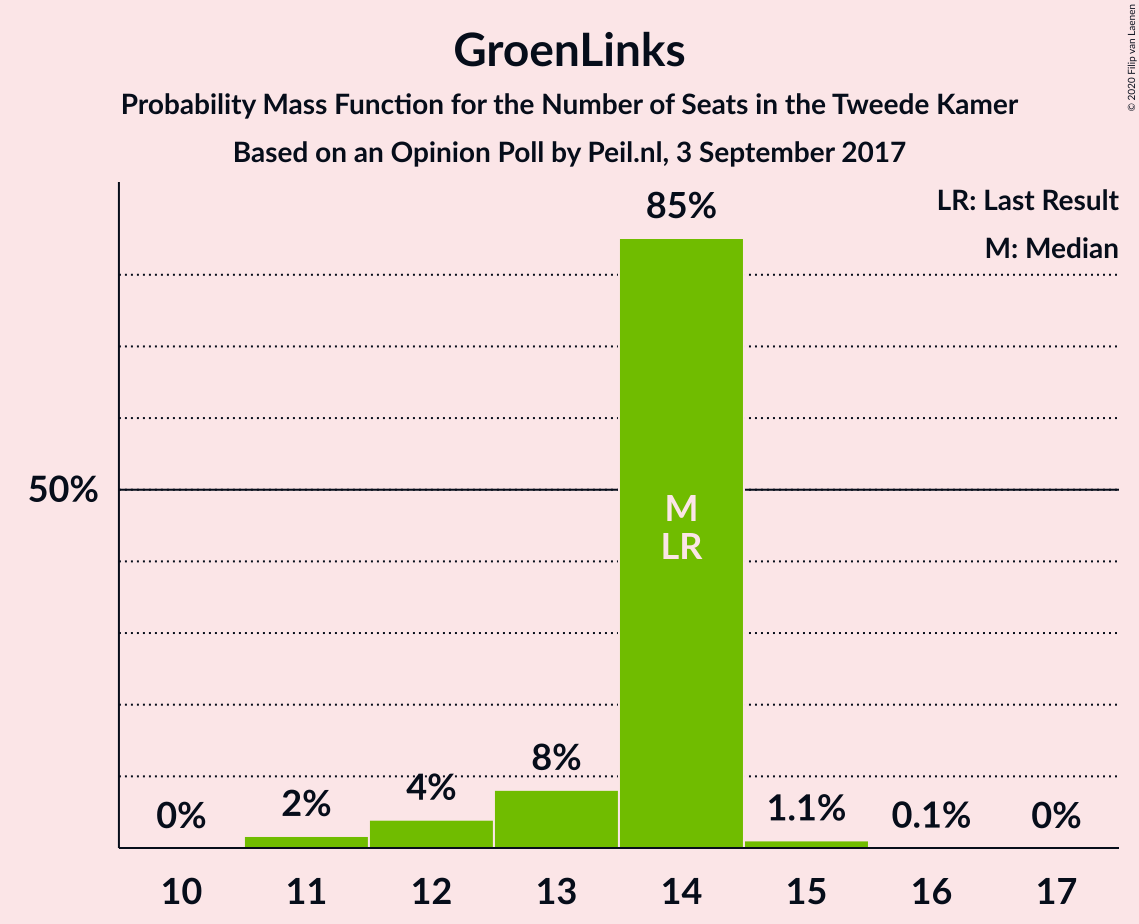 GroenLinks
Probability Mass Function for the Number of Seats in the Tweede Kamer
Based on an Opinion Poll by Peil.nl, 3 September 2017
© 2020 Filip van Laenen
LR: Last Result
M: Median
50%
0%
2%
4%
8%
85%
1.1%
0.1%
0%
M
LR
10
11
12
13
14
15
16
17